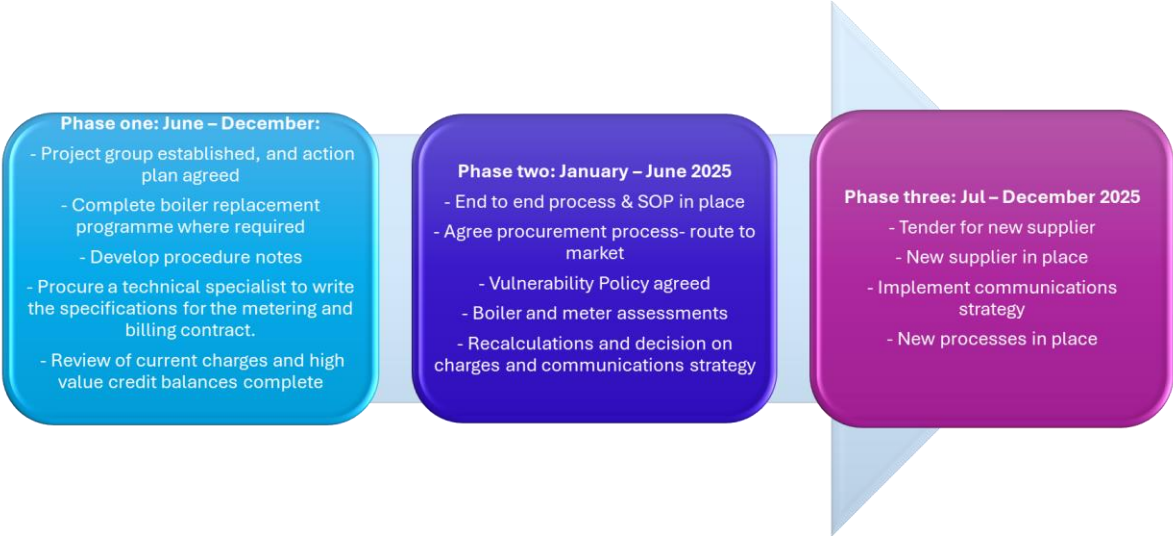 Phase one: June – December:
- Project group established, and action
plan agreed
- Complete boiler replacement
programme where required
- Develop procedure notes
- Procure a technical specialist to write
the specifications for the metering and
billing contract.
- Review of current charges and high
value credit balances complete
Phase two: January – June 2025
- End to end process & SOP in place
- Agree procurement process- route to
market
- Vulnerability Policy agreed
- Boiler and meter assessments
- Recalculations and decision on
charges and communications strategy
Phase three: Jul – December 2025
- Tender for new supplier
- New supplier in place
- Implement communications
strategy
- New processes in place